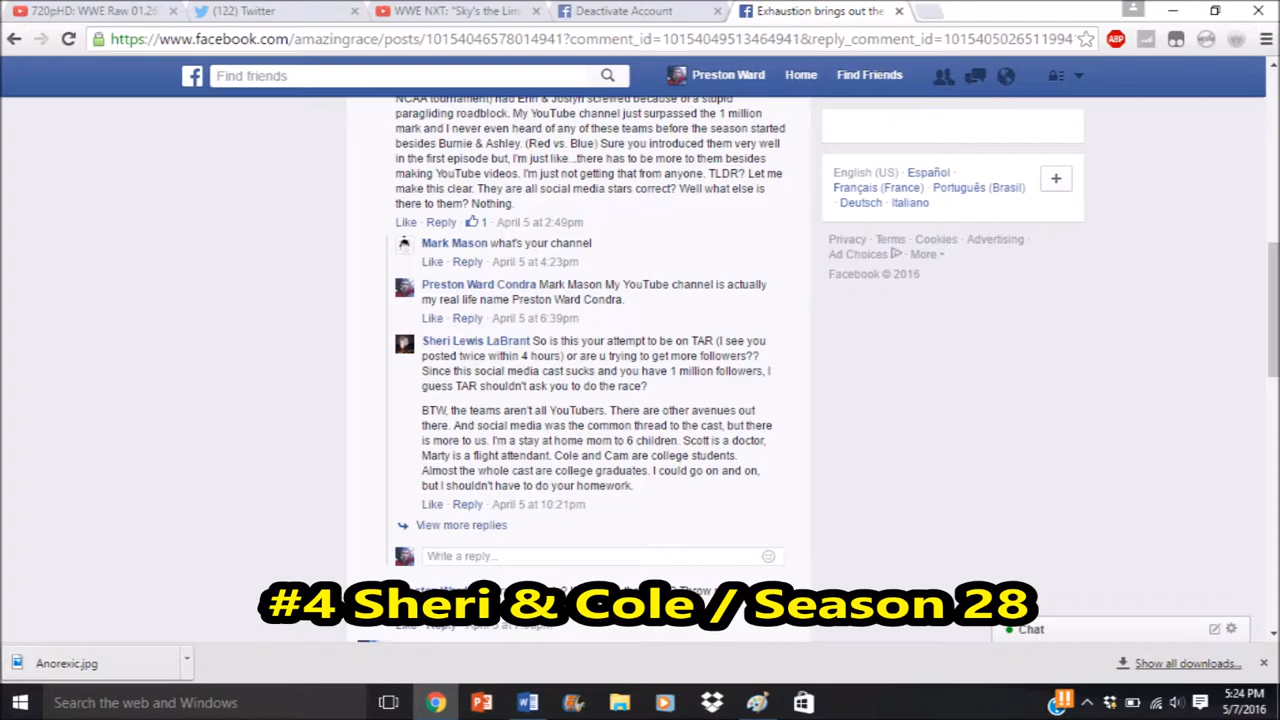 720pHD: WWE Raw 01.26
(122) Twitter
WWE NXT: "Sky's the Lim
Deactivate Account
Exhaustion brings out the
https://www.facebook.com/amazingrace/posts/10154046578014941?comment_id=10154049513464941&reply_comment_id=10154050265119941
ABP
Find friends
Preston Ward
Home
Find Friends
NCAA tournament) had Erin & Joslyn screwed because of a stupid
paragliding roadblock. My YouTube channel just surpassed the 1 million
mark and I never even heard of any of these teams before the season started
besides Burnie & Ashley. (Red vs. Blue) Sure you introduced them very well
in the first episode but, I'm just like...there has to be more to them besides
making YouTube videos. I'm just not getting that from anyone. TLDR? Let me
make this clear. They are all social media stars correct? Well what else is
there to them? Nothing.
Like · Reply · 1 · April 5 at 2:49pm
Mark Mason what's your channel
Like · Reply · April 5 at 4:23pm
Preston Ward Condra Mark Mason My YouTube channel is actually
my real life name Preston Ward Condra.
Like · Reply · April 5 at 6:39pm
Sheri Lewis LaBrant So is this your attempt to be on TAR (I see you
posted twice within 4 hours) or are u trying to get more followers??
Since this social media cast sucks and you have 1 million followers, I
guess TAR shouldn't ask you to do the race?
BTW, the teams aren't all YouTubers. There are other avenues out
there. And social media was the common thread to the cast, but there
is more to us. I'm a stay at home mom to 6 children. Scott is a doctor,
Marty is a flight attendant. Cole and Cam are college students.
Almost the whole cast are college graduates. I could go on and on,
but I shouldn't have to do your homework.
Like · Reply · April 5 at 10:21pm
View more replies
Write a reply...
Throw
English (US) · Español ·
Français (France) · Português (Brasil)
· Deutsch · Italiano
Privacy · Terms · Cookies · Advertising ·
Ad Choices · More
Facebook © 2016
#4 Sheri & Cole / Season 28
Chat
Anorexic.jpg
Show all downloads...
Search the web and Windows
5:24 PM
5/7/2016